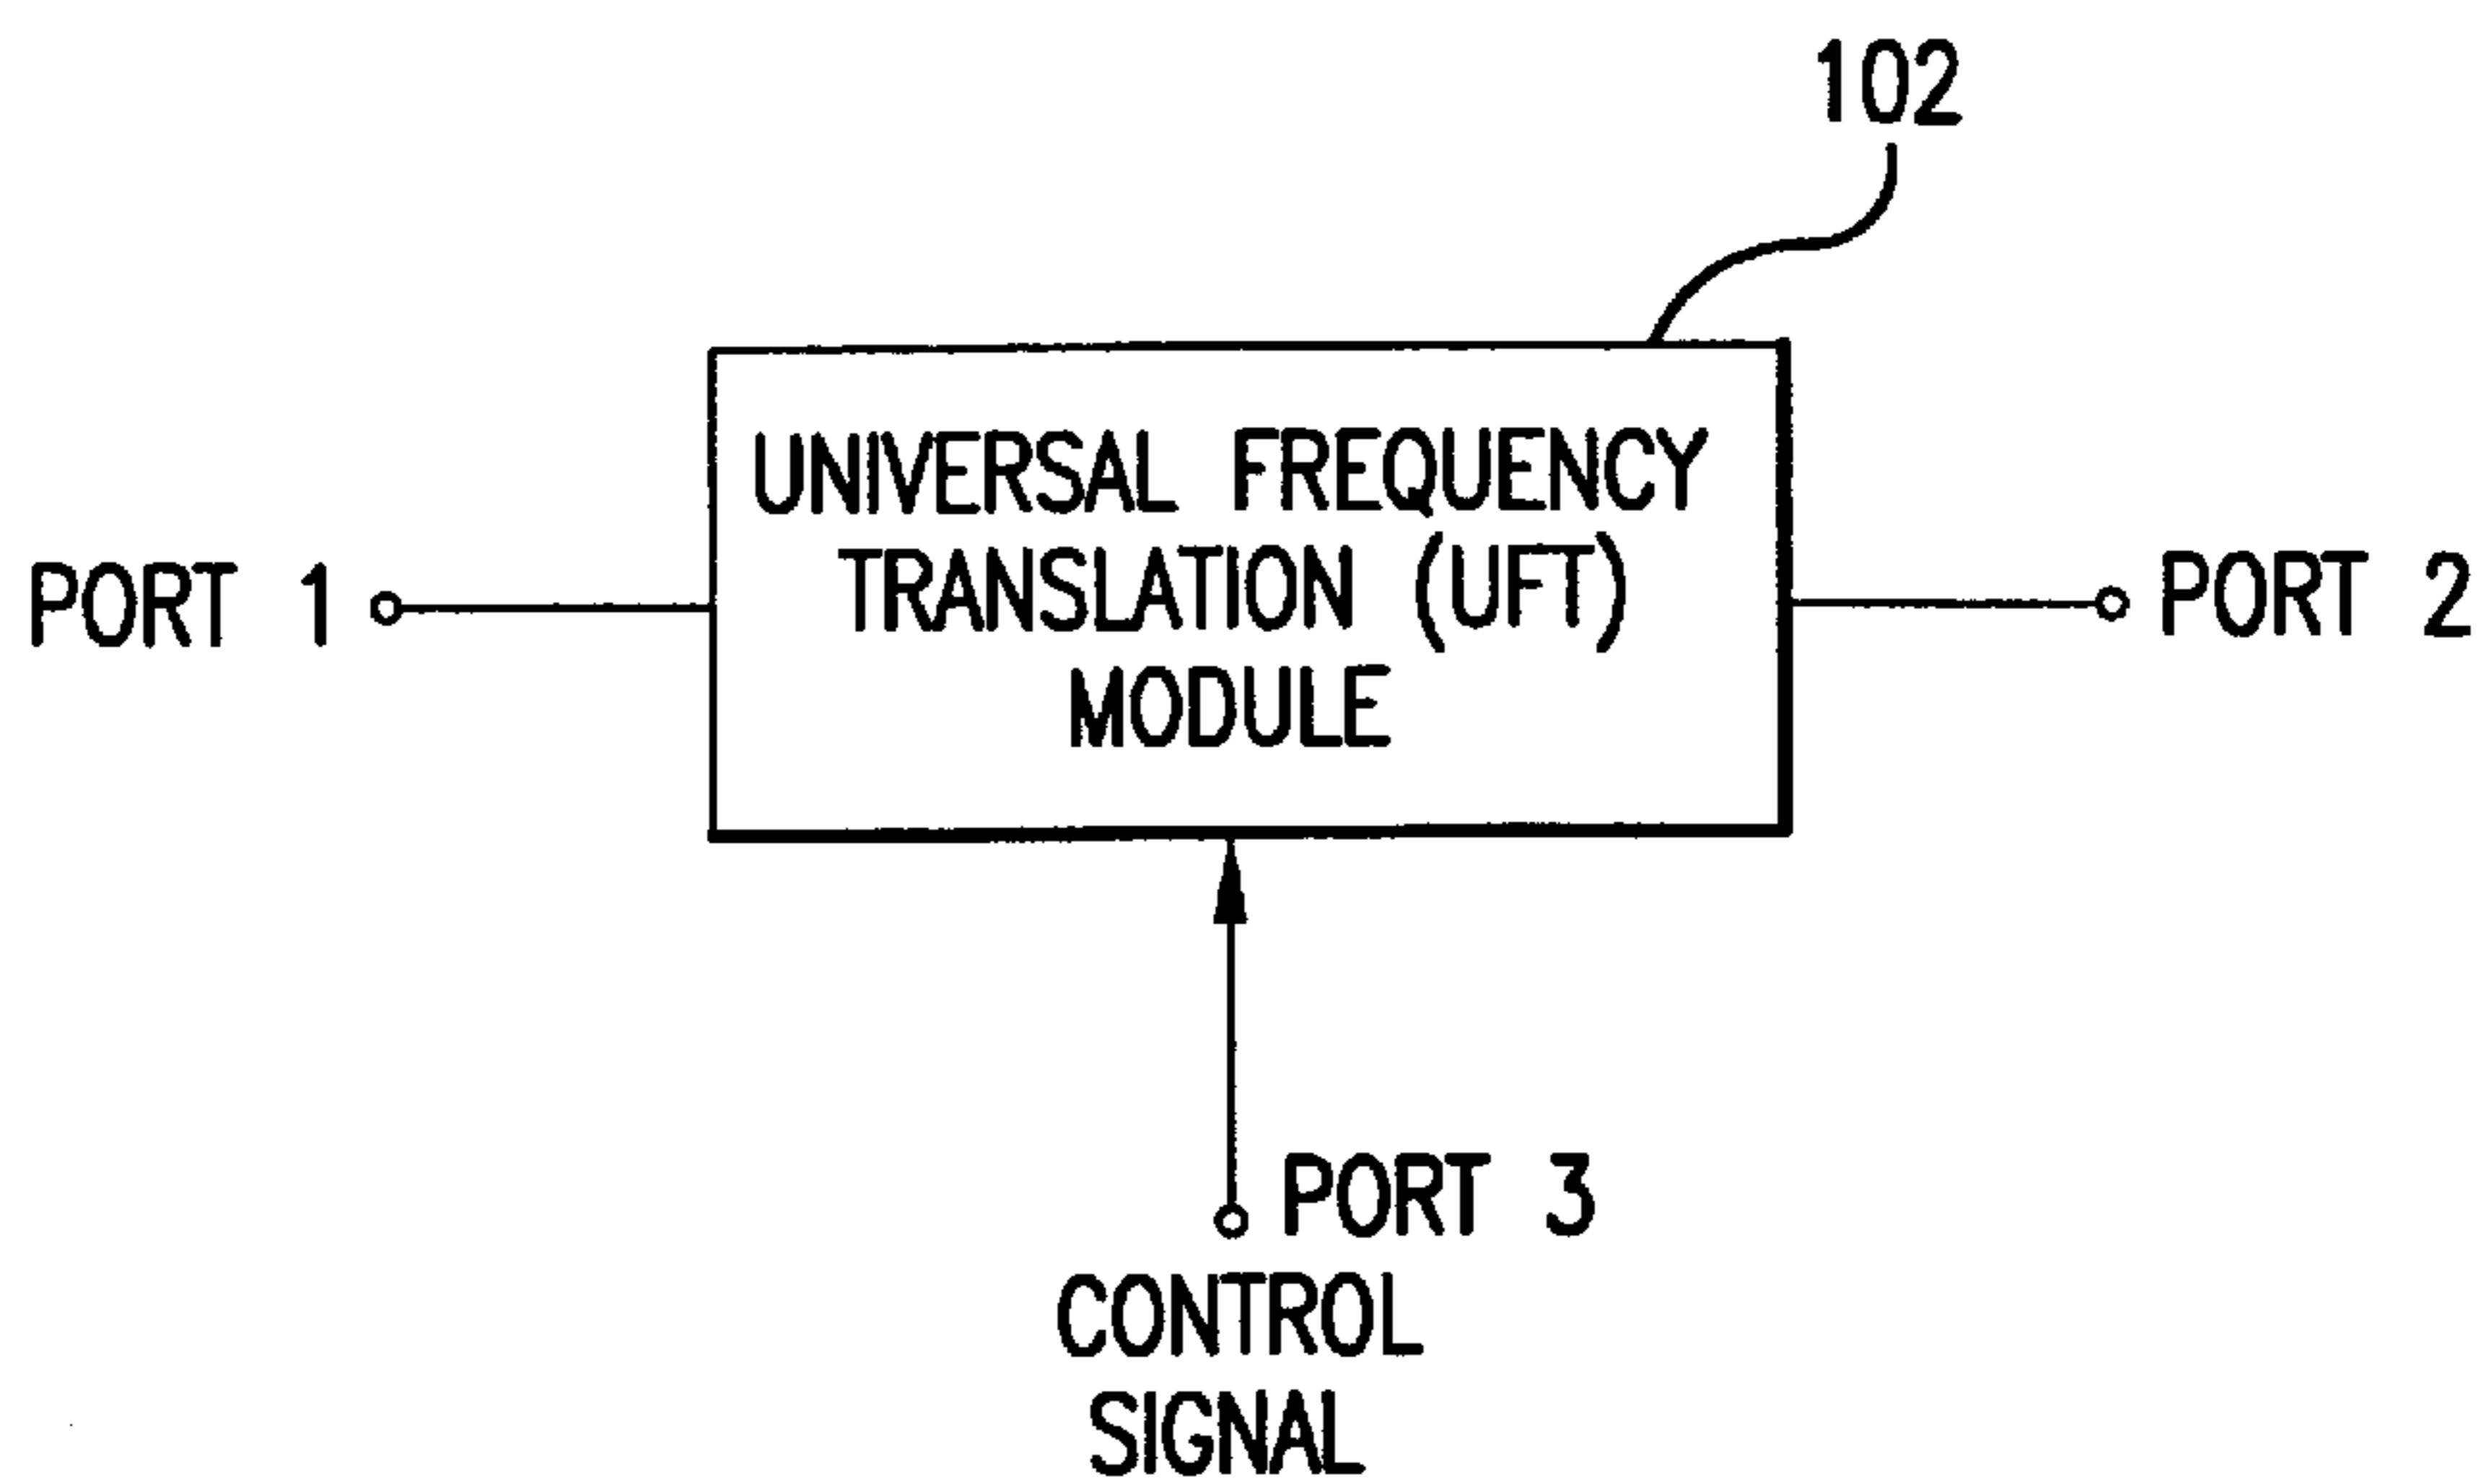 102
UNIVERSAL FREQUENCY
TRANSLATION (UFT)
MODULE
PORT 1
PORT 2
PORT 3
CONTROL
SIGNAL